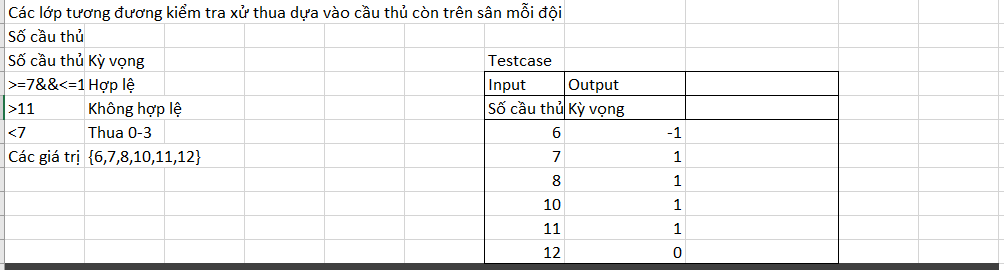 Các lớp tương đương kiểm tra xử thua dựa vào cầu thủ còn trên sân mỗi đội
Số cầu thủ
Số cầu thủ Kỳ vọng
Testcase
>=7&&<=1 Hợp lệ
Input Output
>11 Không hợp lệ
Số cầu thủ Kỳ vọng
<7 Thua 0-3
6 -1
Các giá trị {6,7,8,10,11,12}
7 1
8 1
10 1
11 1
12 0